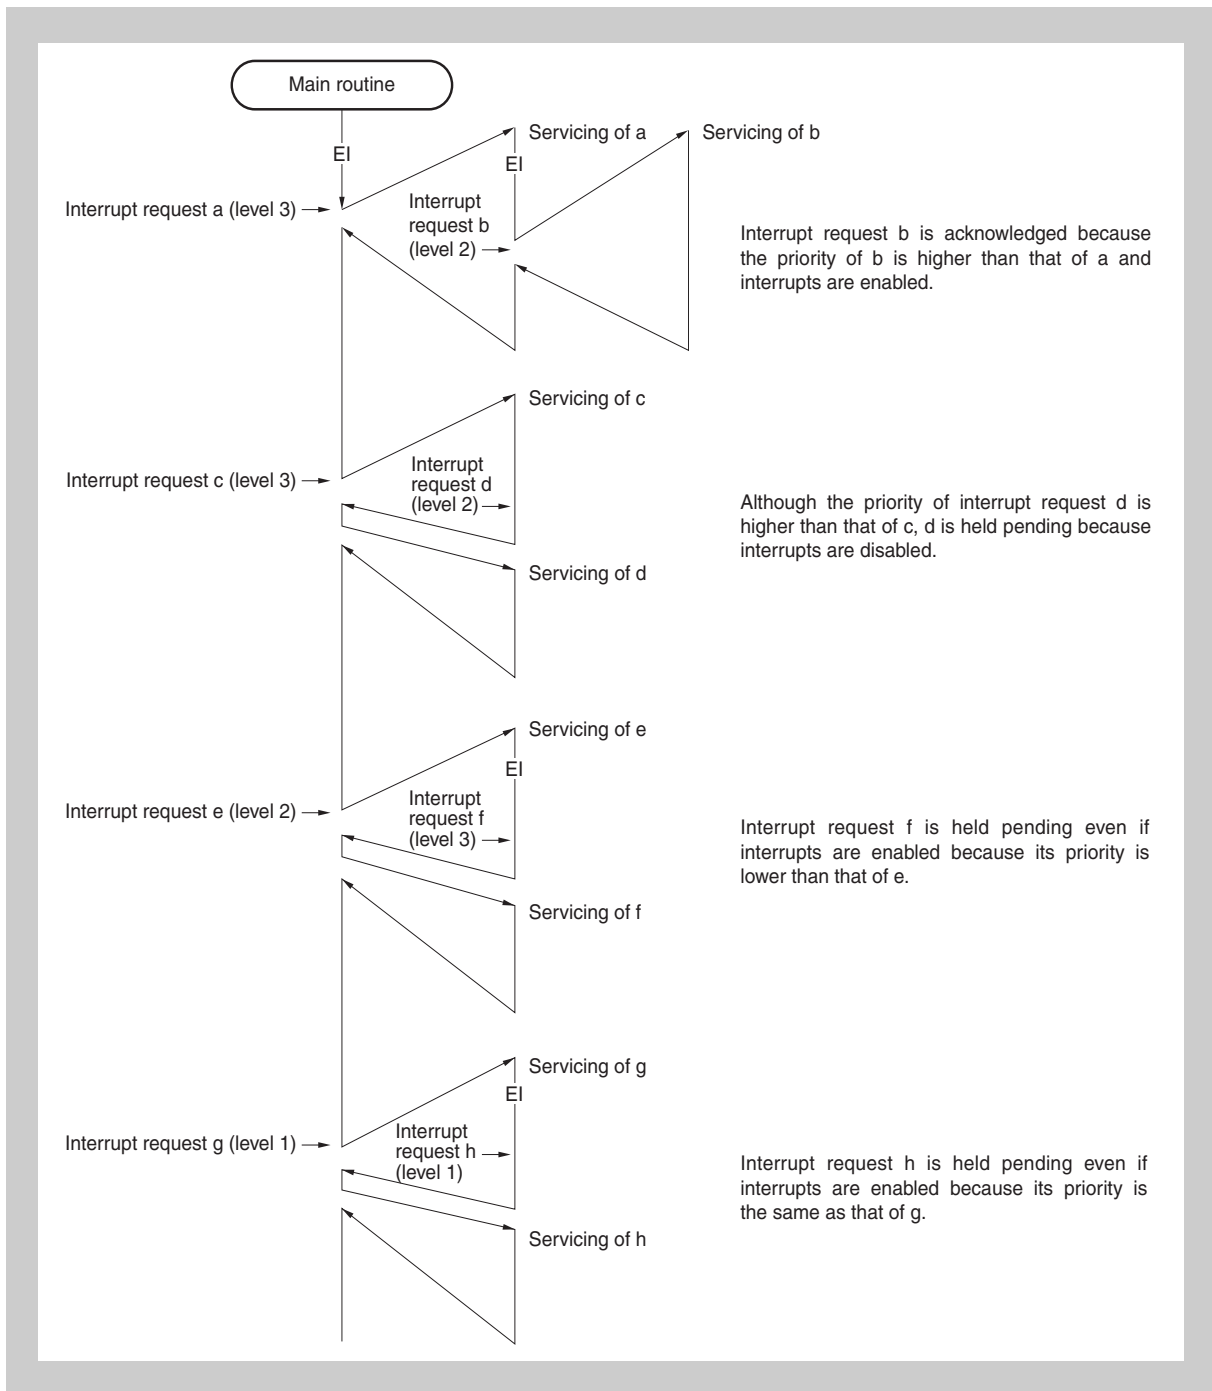 Main routine
EI
Servicing of a
Servicing of b
EI
Interrupt request a (level 3)
Interrupt
request b
(level 2)
Interrupt request b is acknowledged because
the priority of b is higher than that of a and
interrupts are enabled.
Servicing of c
Interrupt request c (level 3)
Interrupt
request d
(level 2)
Although the priority of interrupt request d is
higher than that of c, d is held pending because
interrupts are disabled.
Servicing of d
Servicing of e
EI
Interrupt request e (level 2)
Interrupt
request f
(level 3)
Interrupt request f is held pending even if
interrupts are enabled because its priority is
lower than that of e.
Servicing of f
Servicing of g
EI
Interrupt request g (level 1)
Interrupt
request h
(level 1)
Interrupt request h is held pending even if
interrupts are enabled because its priority is
the same as that of g.
Servicing of h